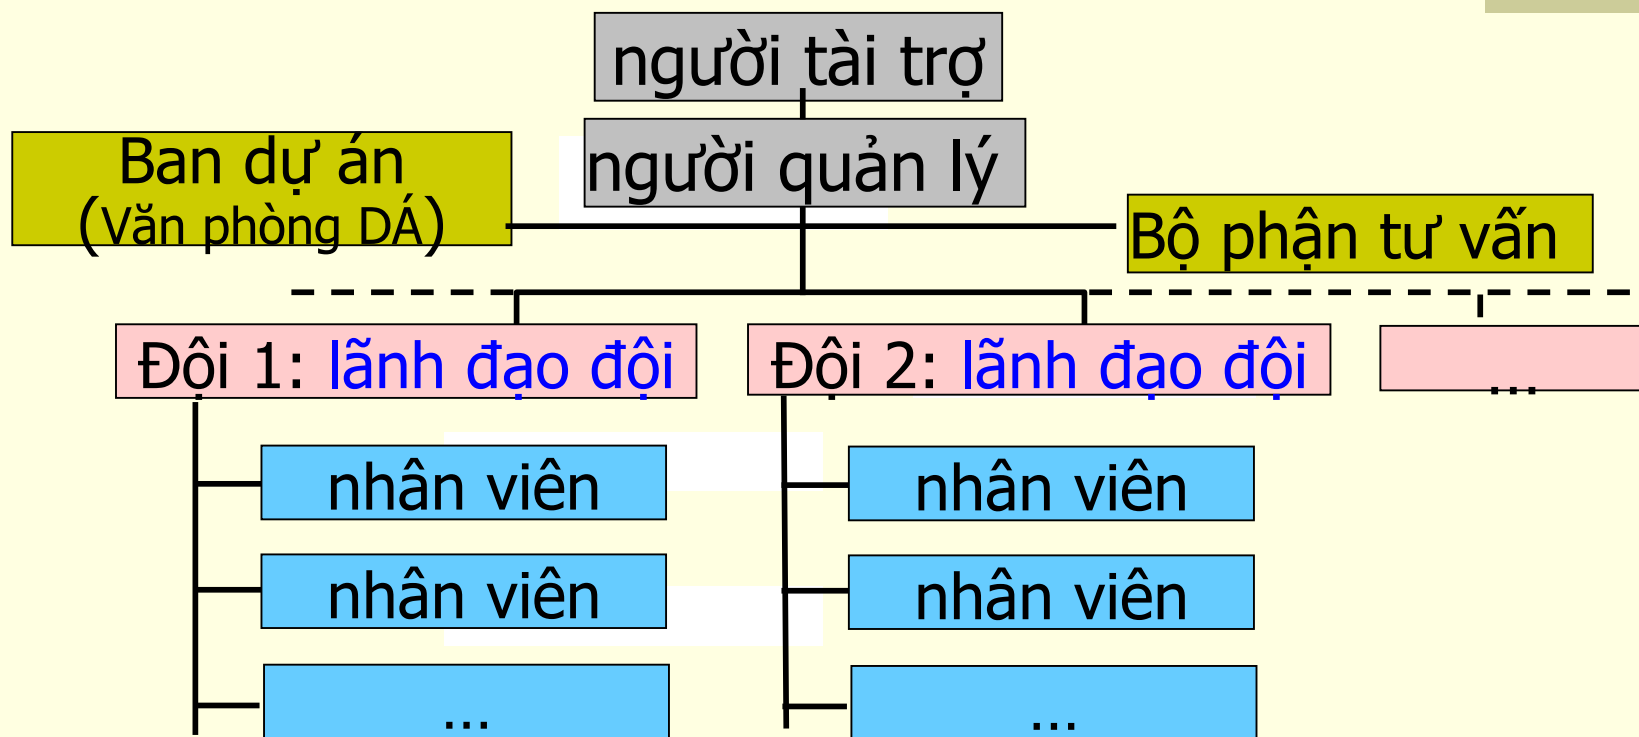 người tài trợ
người quản lý
Ban dự án
(Văn phòng DÁ)
Bộ phận tư vấn
Đội 1: lãnh đạo đội
Đội 2: lãnh đạo đội
...
nhân viên
nhân viên
nhân viên
nhân viên
...
...